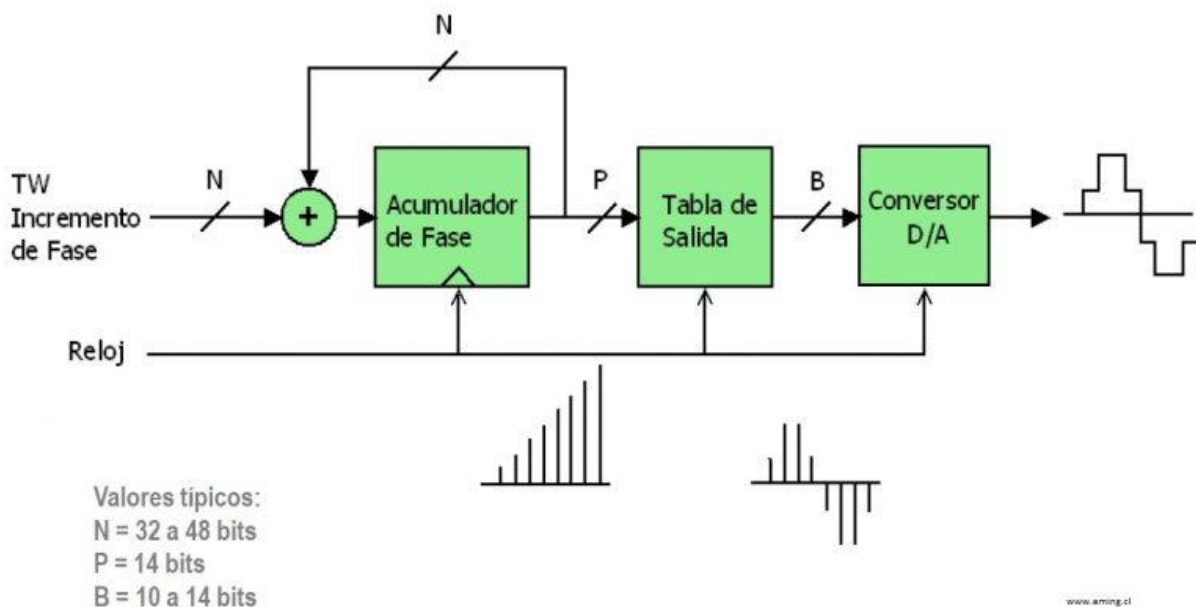 N
TW
Incremento
de Fase
N
+
Acumulador
de Fase
P
Tabla de
Salida
B
Conversor
D/A
Reloj
Valores típicos:
N = 32 a 48 bits
P = 14 bits
B = 10 a 14 bits
www.aming.cl